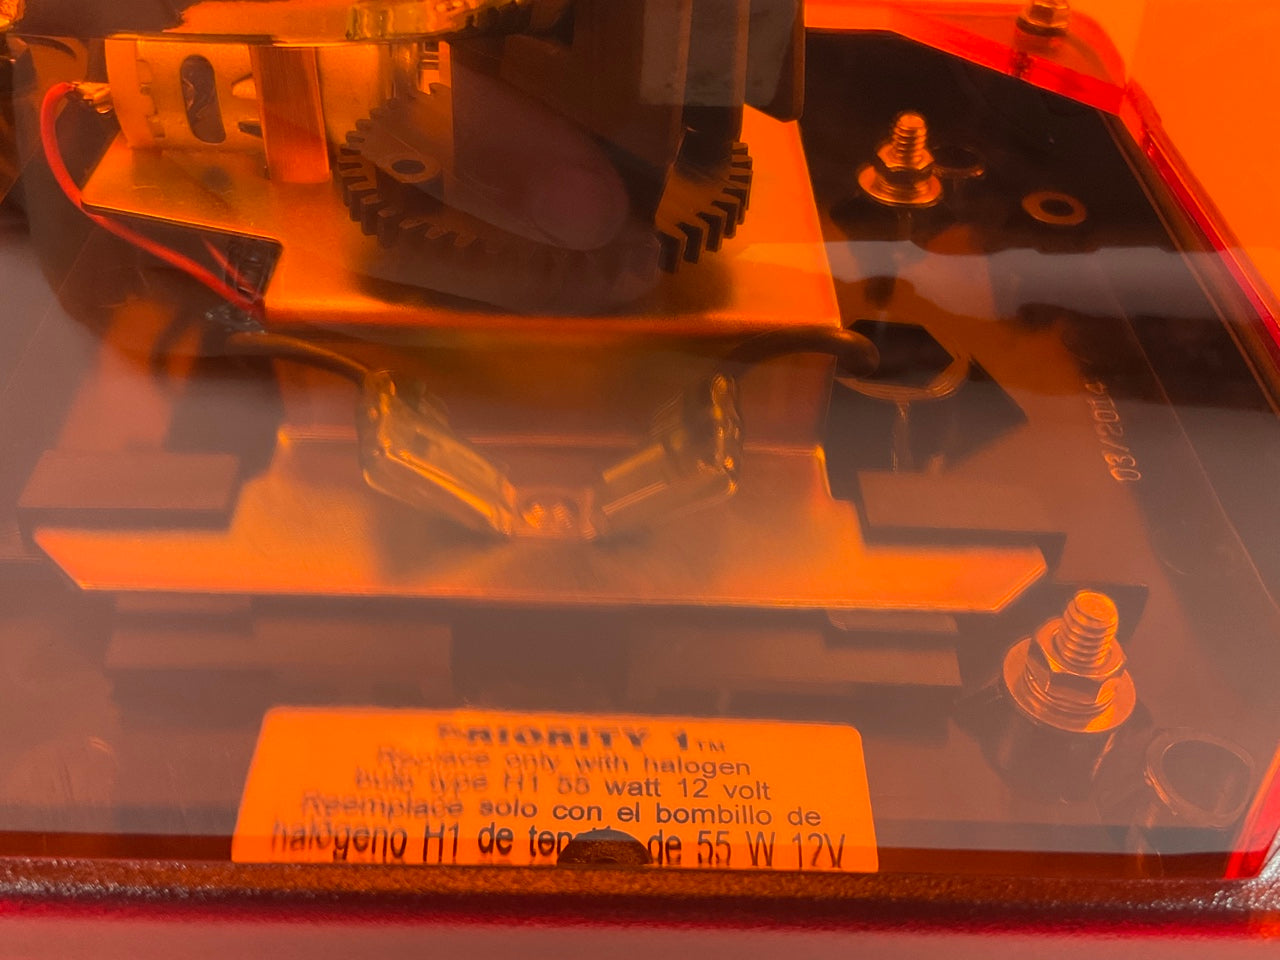 03/2014
PRIORITY 1™
Replace only with halogen
bulb type H1 55 watt 12 volt
Reemplace solo con el bombillo de
halógeno H1 de de 55 W 12V